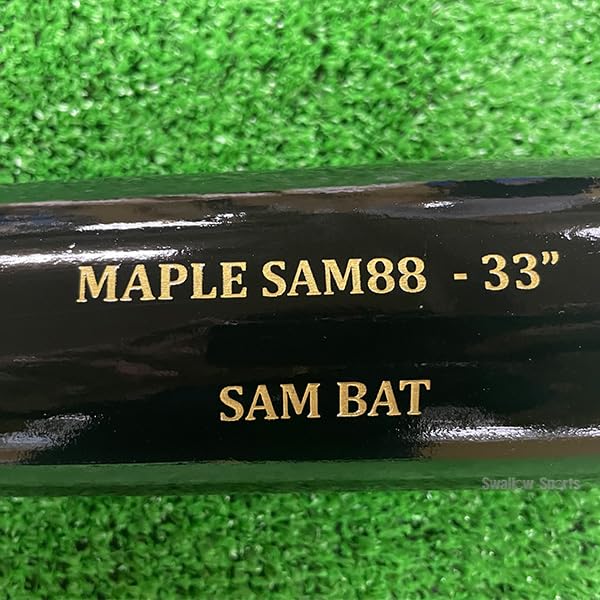 MAPLE SAM88 - 33”
SAM BAT
Swallow Sports